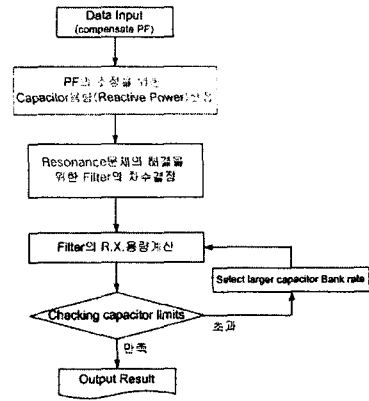 Data Input
(compensate PF)
PF의 수정을 위한
Capacitor용량(Reactive Power)산출
Resonance문제의 해결을
위한 Filter의 차수결정
Filter의 R.X.용량계산
Select larger capacitor Bank rate
Checking capacitor limits
초과
만족
Output Result